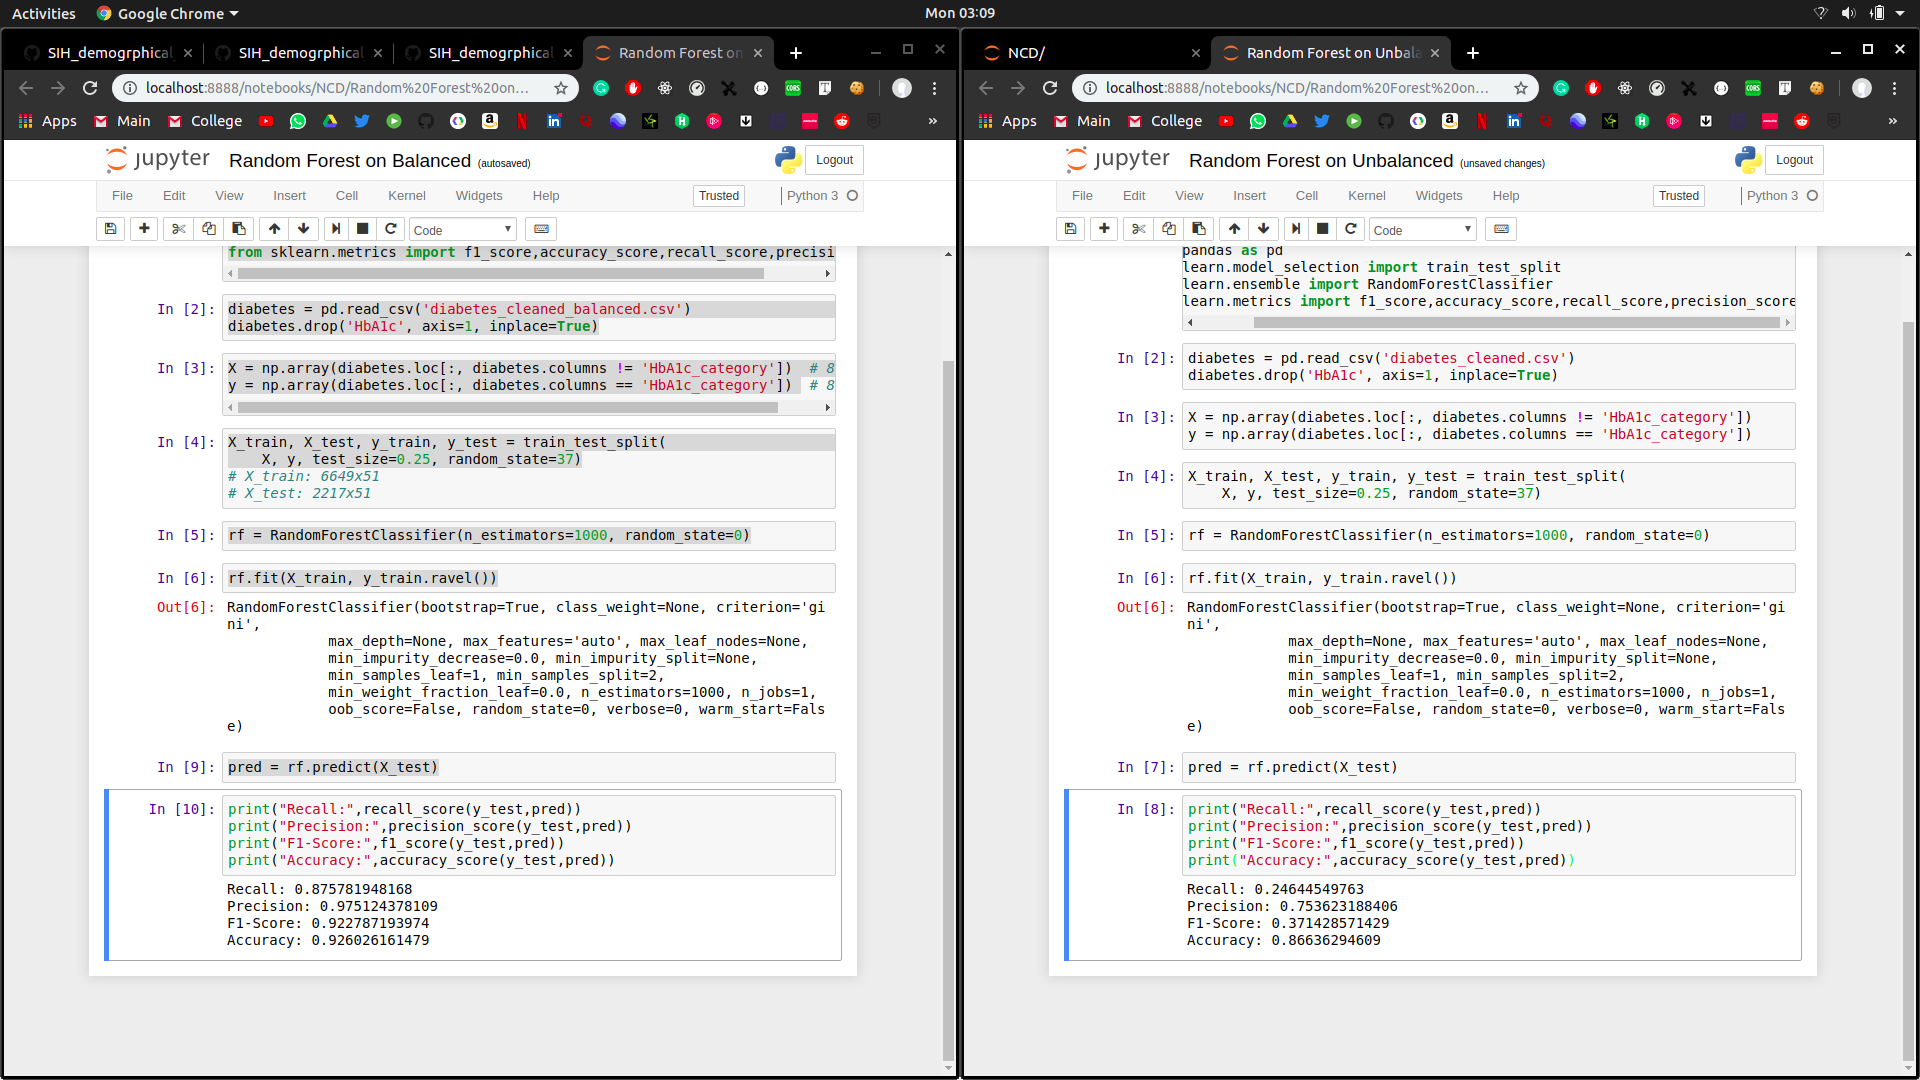 Activities
Google Chrome
Mon 03:09
SIH_demogrphical
SIH_demogrphical
SIH_demogrphical
Random Forest on
localhost:8888/notebooks/NCD/Random%20Forest%20on...
Apps
Main
College
»
jupyter
Random Forest on Balanced (autosaved)
Logout
File Edit View Insert Cell Kernel Widgets Help
Trusted
Python 3
Code
from sklearn.metrics import f1_score,accuracy_score,recall_score,precisi
In [2]: diabetes = pd.read_csv('diabetes_cleaned_balanced.csv')
diabetes.drop('HbA1c', axis=1, inplace=True)
In [3]: X = np.array(diabetes.loc[:, diabetes.columns != 'HbA1c_category']) # 8
y = np.array(diabetes.loc[:, diabetes.columns == 'HbA1c_category']) # 8
In [4]: X_train, X_test, y_train, y_test = train_test_split(
X, y, test_size=0.25, random_state=37)
# X_train: 6649x51
# X_test: 2217x51
In [5]: rf = RandomForestClassifier(n_estimators=1000, random_state=0)
In [6]: rf.fit(X_train, y_train.ravel())
Out[6]: RandomForestClassifier(bootstrap=True, class_weight=None, criterion='gi
ni',
max_depth=None, max_features='auto', max_leaf_nodes=None,
min_impurity_decrease=0.0, min_impurity_split=None,
min_samples_leaf=1, min_samples_split=2,
min_weight_fraction_leaf=0.0, n_estimators=1000, n_jobs=1,
oob_score=False, random_state=0, verbose=0, warm_start=Fals
e)
In [9]: pred = rf.predict(X_test)
In [10]: print("Recall:",recall_score(y_test,pred))
print("Precision:",precision_score(y_test,pred))
print("F1-Score:",f1_score(y_test,pred))
print("Accuracy:",accuracy_score(y_test,pred))
Recall: 0.875781948168
Precision: 0.975124378109
F1-Score: 0.922787193974
Accuracy: 0.926026161479
NCD/
Random Forest on Unbala
localhost:8888/notebooks/NCD/Random%20Forest%20on...
Apps
Main
College
»
jupyter
Random Forest on Unbalanced (unsaved changes)
Logout
File Edit View Insert Cell Kernel Widgets Help
Trusted
Python 3
Code
pandas as pd
learn.model_selection import train_test_split
learn.ensemble import RandomForestClassifier
learn.metrics import f1_score,accuracy_score,recall_score,precision_score
In [2]: diabetes = pd.read_csv('diabetes_cleaned.csv')
diabetes.drop('HbA1c', axis=1, inplace=True)
In [3]: X = np.array(diabetes.loc[:, diabetes.columns != 'HbA1c_category'])
y = np.array(diabetes.loc[:, diabetes.columns == 'HbA1c_category'])
In [4]: X_train, X_test, y_train, y_test = train_test_split(
X, y, test_size=0.25, random_state=37)
In [5]: rf = RandomForestClassifier(n_estimators=1000, random_state=0)
In [6]: rf.fit(X_train, y_train.ravel())
Out[6]: RandomForestClassifier(bootstrap=True, class_weight=None, criterion='gi
ni',
max_depth=None, max_features='auto', max_leaf_nodes=None,
min_impurity_decrease=0.0, min_impurity_split=None,
min_samples_leaf=1, min_samples_split=2,
min_weight_fraction_leaf=0.0, n_estimators=1000, n_jobs=1,
oob_score=False, random_state=0, verbose=0, warm_start=Fals
e)
In [7]: pred = rf.predict(X_test)
In [8]: print("Recall:",recall_score(y_test,pred))
print("Precision:",precision_score(y_test,pred))
print("F1-Score:",f1_score(y_test,pred))
print("Accuracy:",accuracy_score(y_test,pred))
Recall: 0.24644549763
Precision: 0.753623188406
F1-Score: 0.371428571429
Accuracy: 0.86636294609